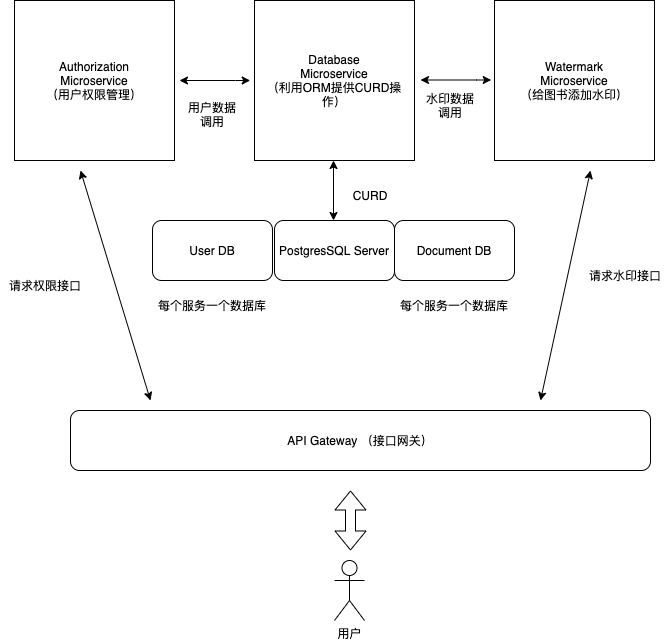 Authorization
Microservice
（用户权限管理）
Database
Microservice
（利用ORM提供CURD操
作）
Watermark
Microservice
（给图书添加水印）
用户数据
调用
水印数据
调用
CURD
User DB
PostgresSQL Server
Document DB
请求权限接口
请求水印接口
每个服务一个数据库
每个服务一个数据库
API Gateway （接口网关）
用户